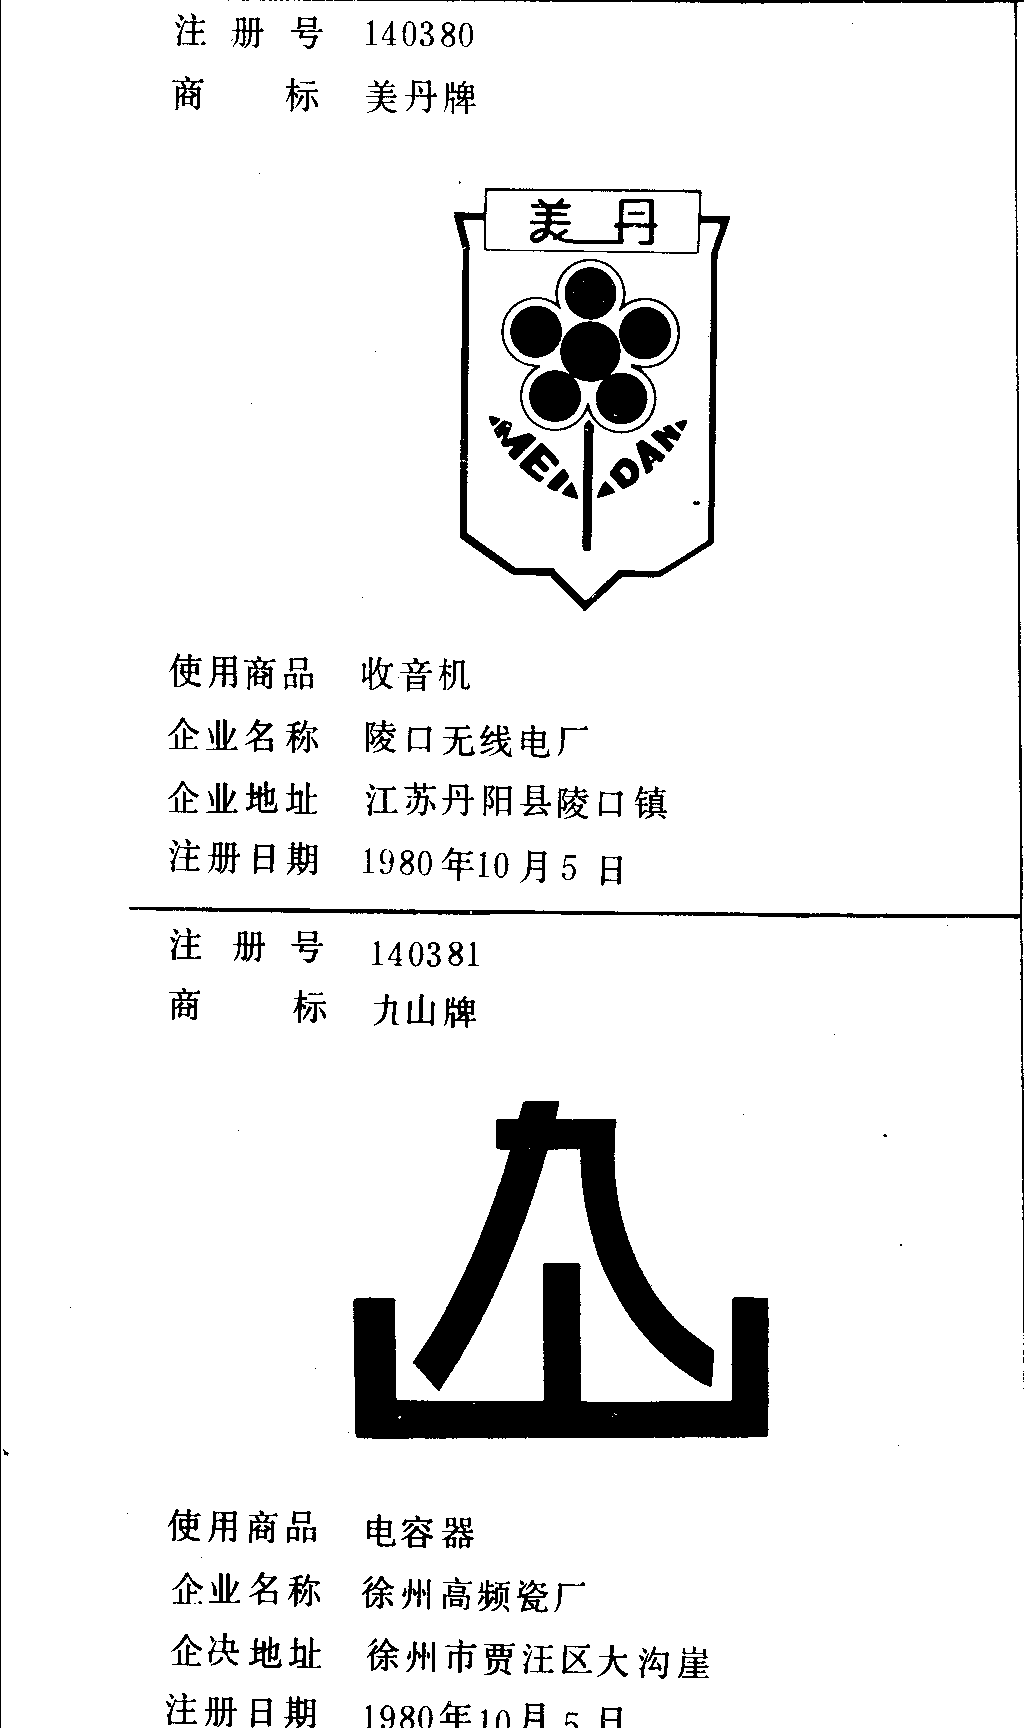 注册号 140380
商标 美丹牌
美丹
MEI DAN
使用商品 收音机
企业名称 陵口无线电厂
企业地址 江苏丹阳县陵口镇
注册日期 1980年10月5日
注册号 140381
商标 九山牌
使用商品 电容器
企业名称 徐州高频瓷厂
企决地址 徐州市贾汪区大沟崖
注册日期 1980年10月5日